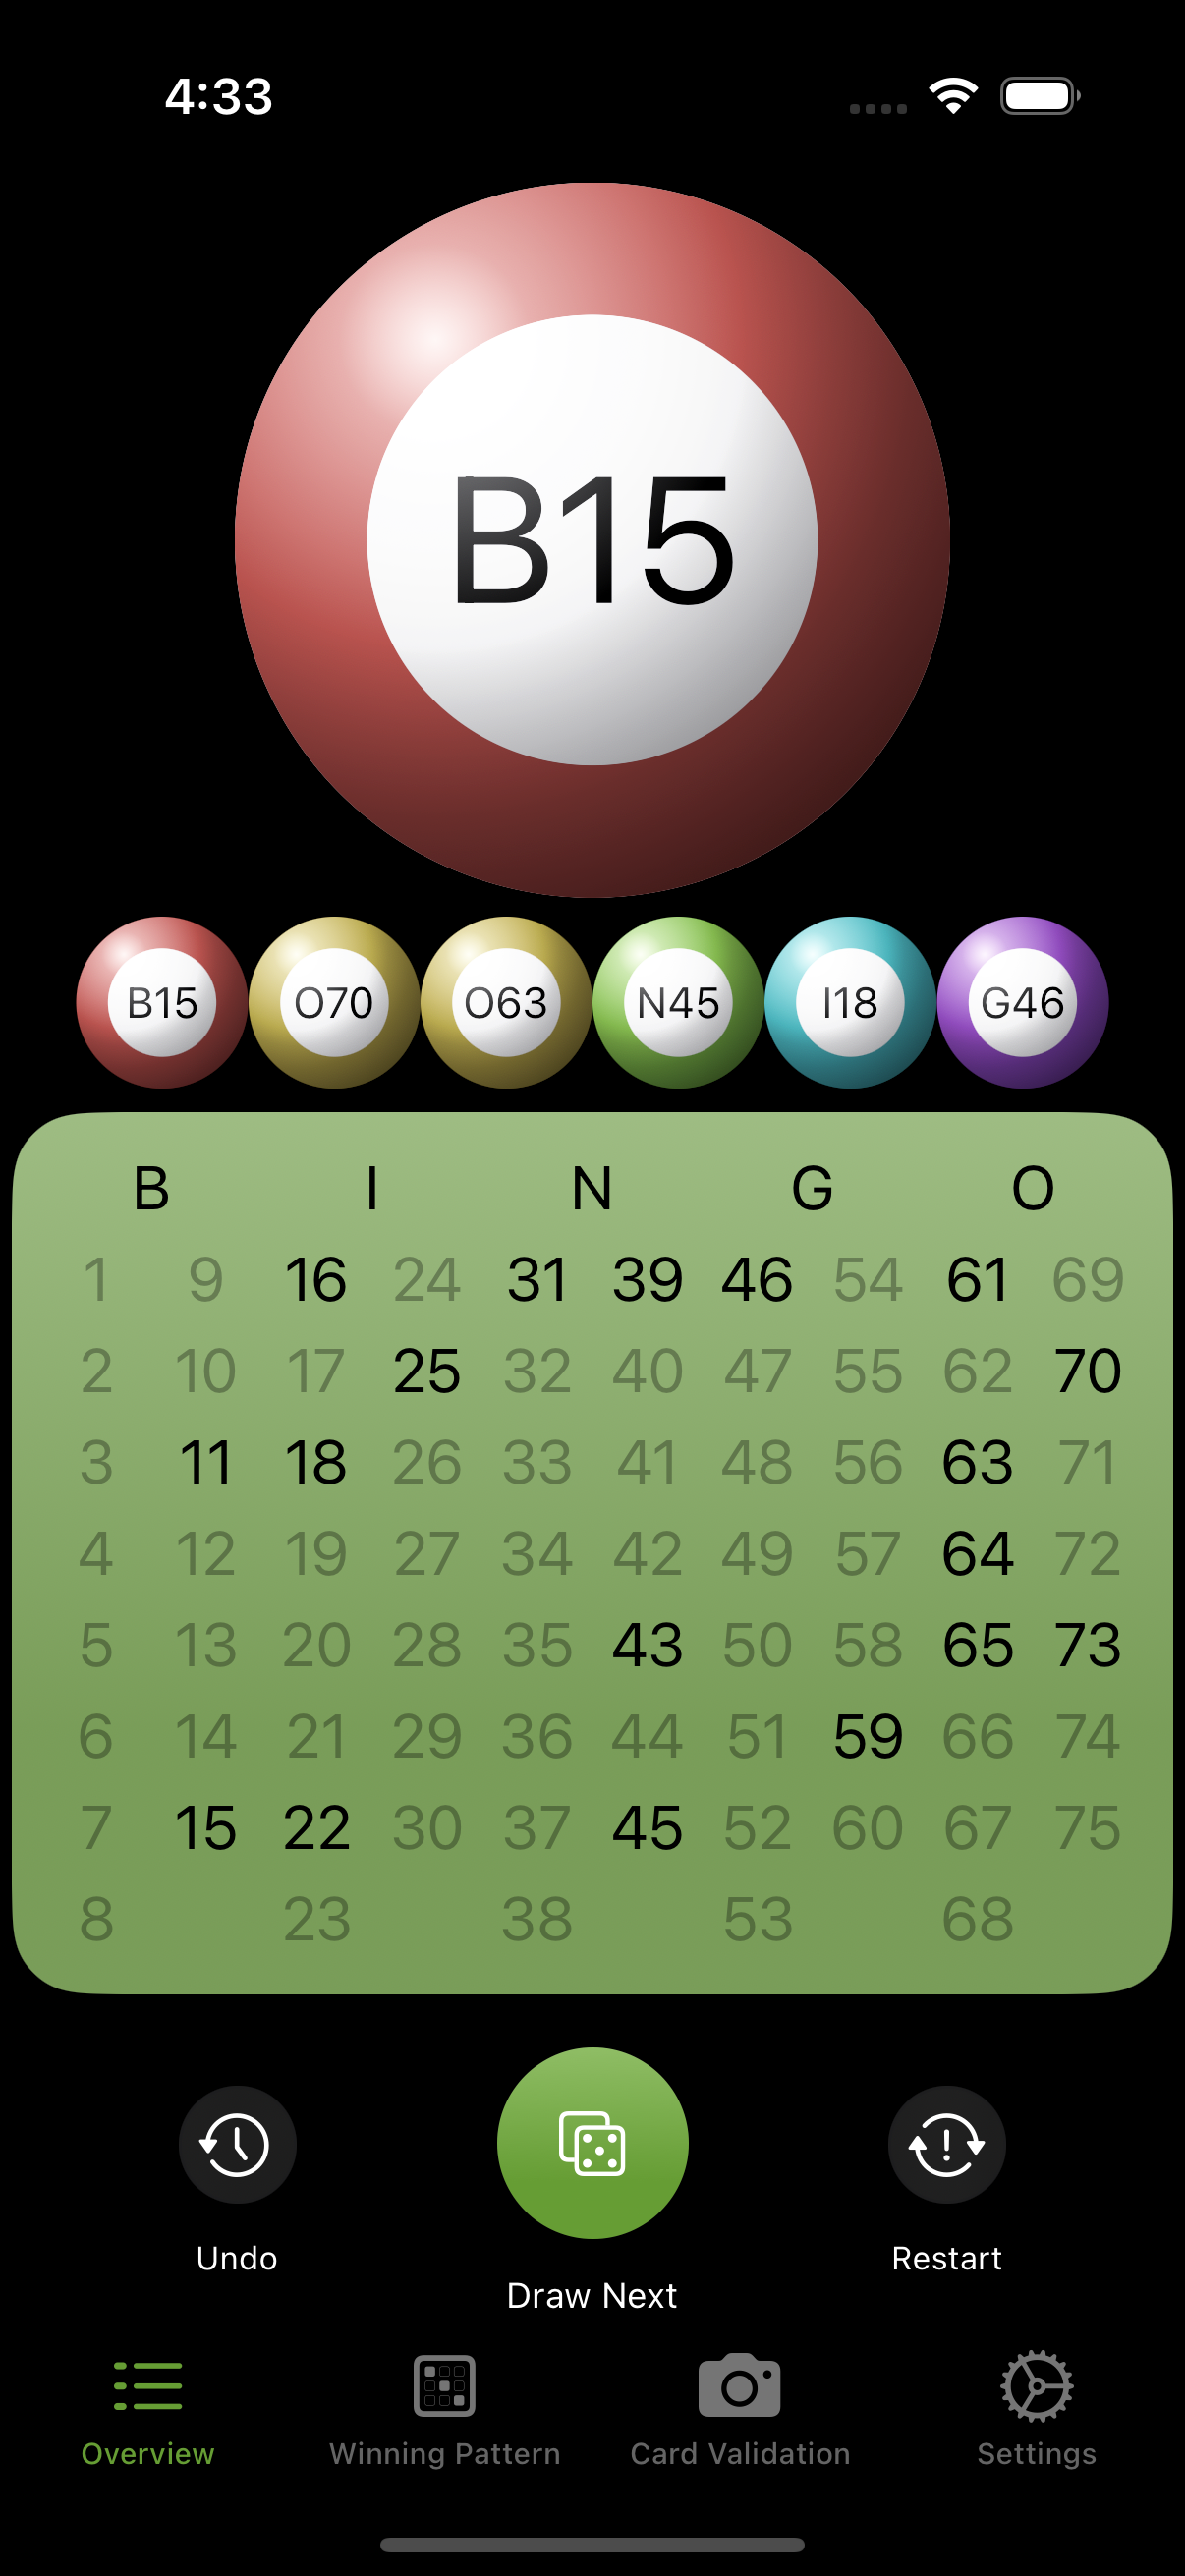 4:33
B15
B15 O70 O63 N45 I18 G46
B I N G O
1 9 16 24 31 39 46 54 61 69
2 10 17 25 32 40 47 55 62 70
3 11 18 26 33 41 48 56 63 71
4 12 19 27 34 42 49 57 64 72
5 13 20 28 35 43 50 58 65 73
6 14 21 29 36 44 51 59 66 74
7 15 22 30 37 45 52 60 67 75
8 23 38 53 68
Undo
Draw Next
Restart
Overview
Winning Pattern
Card Validation
Settings